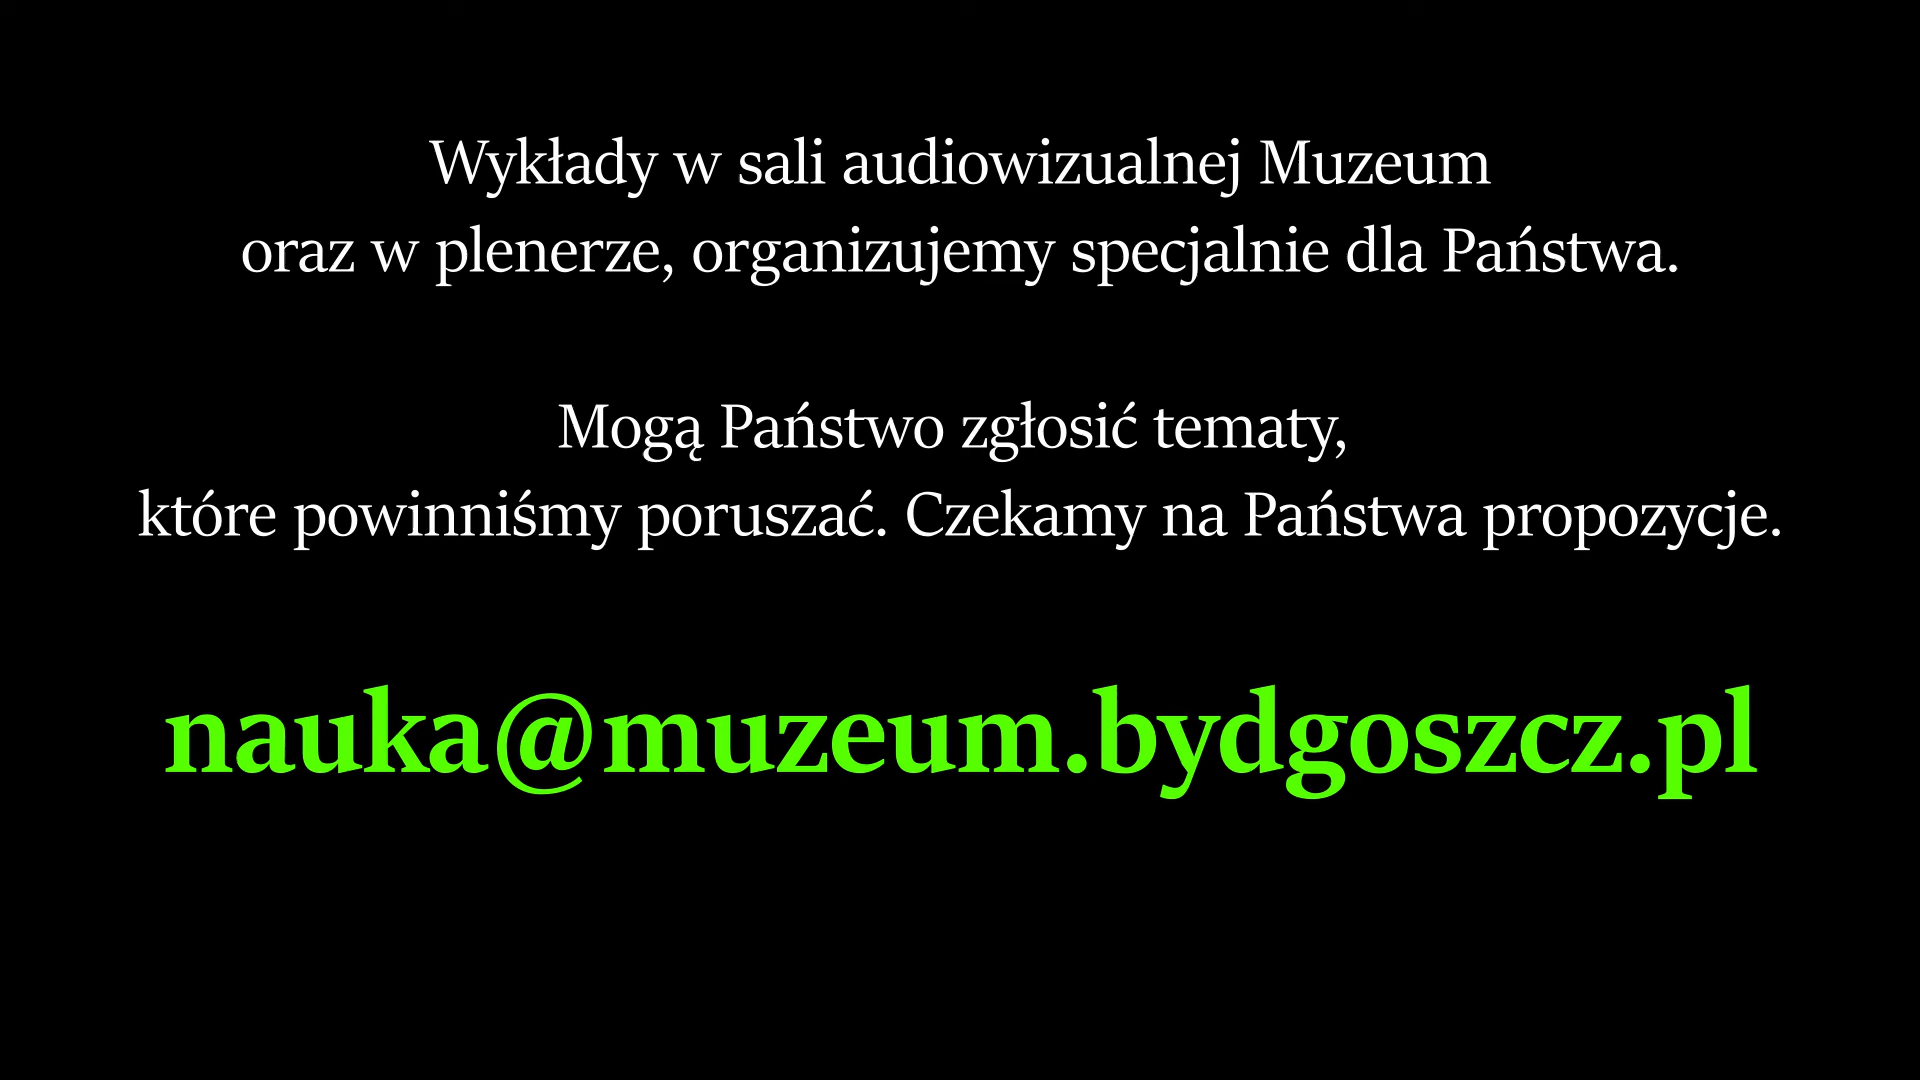 Wykłady w sali audiowizualnej Muzeum
oraz w plenerze, organizujemy specjalnie dla Państwa.
Mogą Państwo zgłosić tematy,
które powinniśmy poruszać. Czekamy na Państwa propozycje.
nauka@muzeum.bydgoszcz.pl